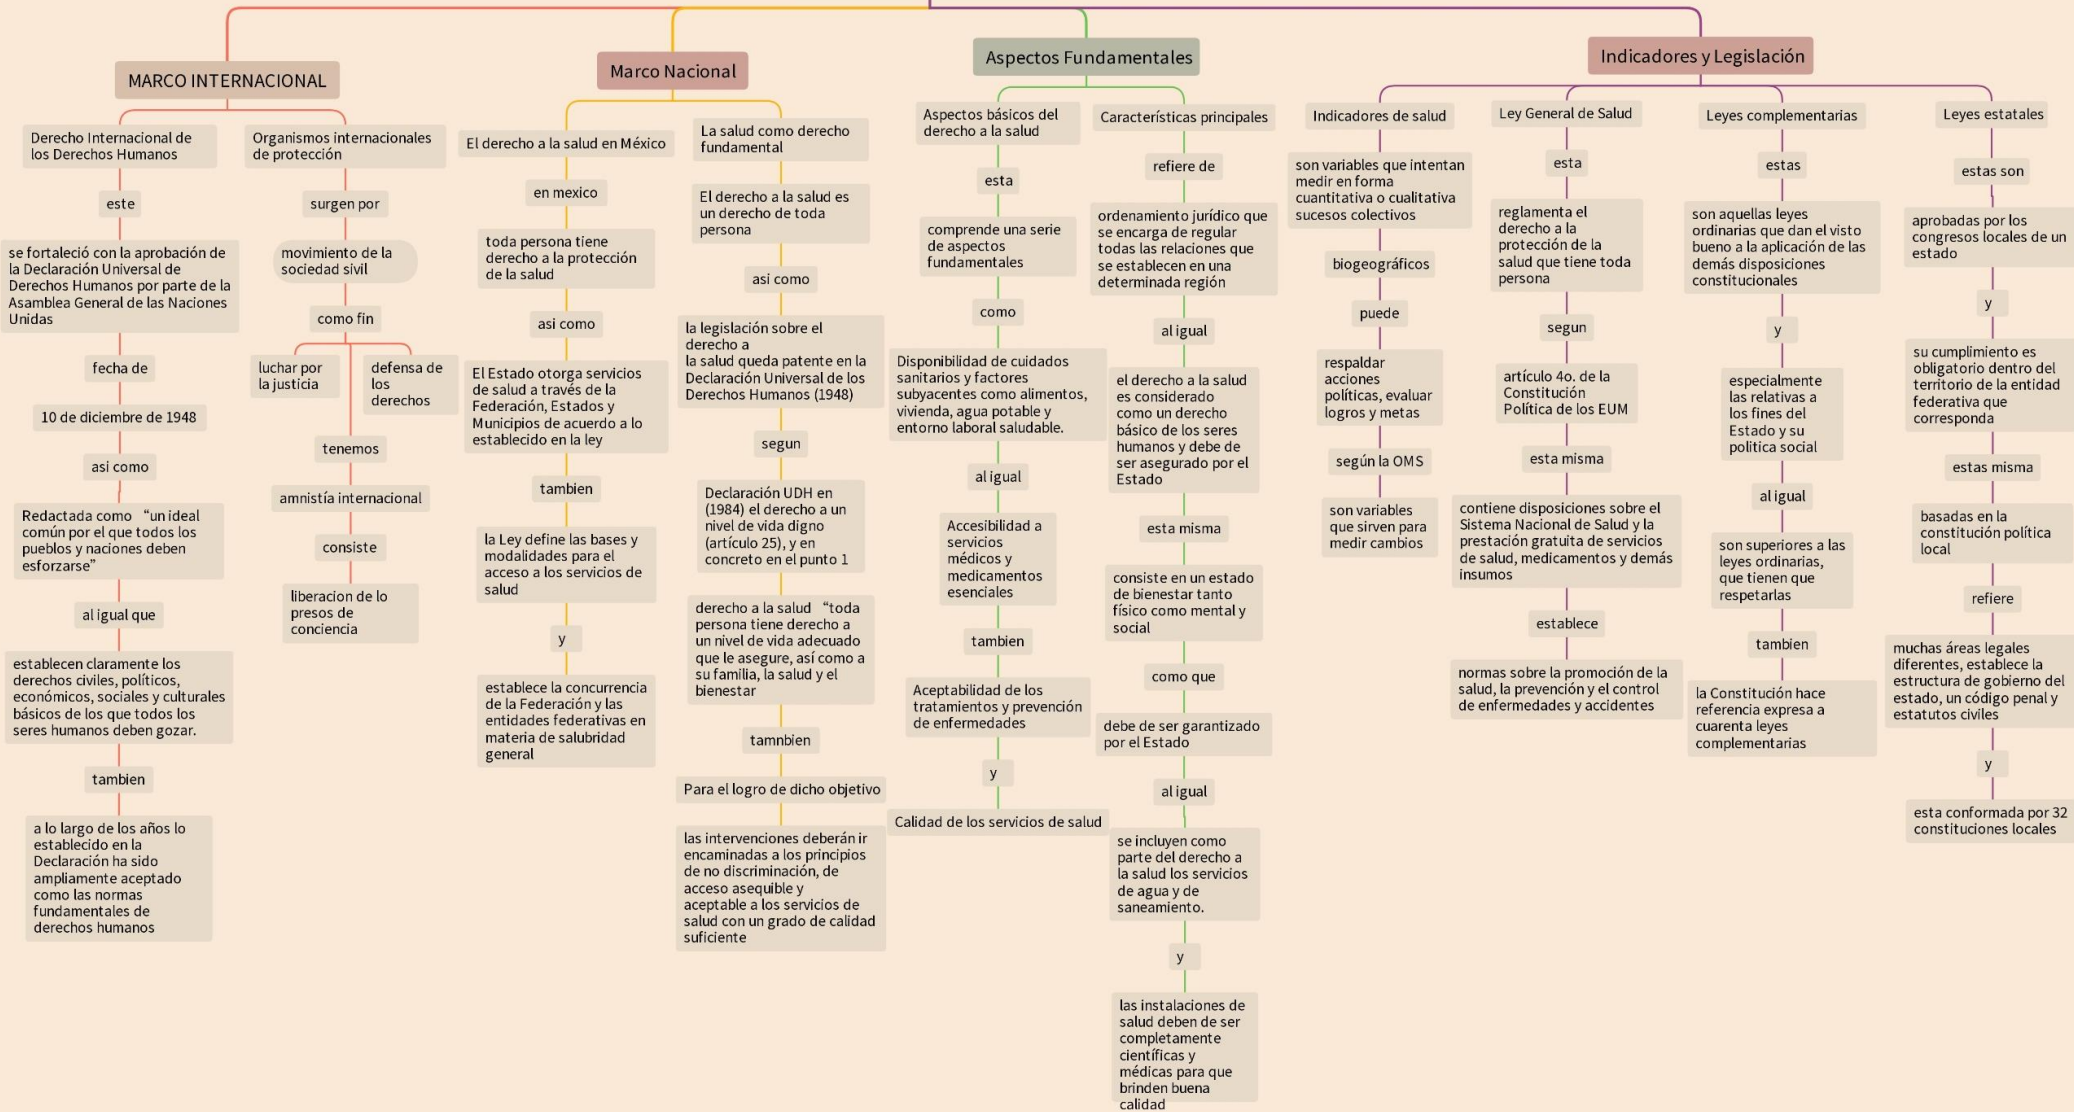 MARCO INTERNACIONAL
Derecho Internacional de
los Derechos Humanos
este
se fortaleció con la aprobación de
la Declaración Universal de
Derechos Humanos por parte de la
Asamblea General de las Naciones
Unidas
fecha de
10 de diciembre de 1948
asi como
Redactada como “un ideal
común por el que todos los
pueblos y naciones deben
esforzarse”
al igual que
establecen claramente los
derechos civiles, políticos,
económicos, sociales y culturales
básicos de los que todos los
seres humanos deben gozar.
tambien
a lo largo de los años lo
establecido en la
Declaración ha sido
ampliamente aceptado
como las normas
fundamentales de
derechos humanos
Organismos internacionales
de protección
surgen por
movimiento de la
sociedad sivil
como fin
luchar por
la justicia
defensa de
los
derechos
tenemos
amnistía internacional
consiste
liberacion de lo
presos de
conciencia
Marco Nacional
El derecho a la salud en México
en mexico
toda persona tiene
derecho a la protección
de la salud
asi como
El Estado otorga servicios
de salud a través de la
Federación, Estados y
Municipios de acuerdo a lo
establecido en la ley
tambien
la Ley define las bases y
modalidades para el
acceso a los servicios de
salud
y
establece la concurrencia
de la Federación y las
entidades federativas en
materia de salubridad
general
La salud como derecho
fundamental
El derecho a la salud es
un derecho de toda
persona
asi como
la legislación sobre el
derecho a
la salud queda patente en la
Declaración Universal de los
Derechos Humanos (1948)
segun
Declaración UDH en
(1984) el derecho a un
nivel de vida digno
(artículo 25), y en
concreto en el punto 1
derecho a la salud “toda
persona tiene derecho a
un nivel de vida adecuado
que le asegure, así como a
su familia, la salud y el
bienestar
tamnbien
Para el logro de dicho objetivo
las intervenciones deberán ir
encaminadas a los principios
de no discriminación, de
acceso asequible y
aceptable a los servicios de
salud con un grado de calidad
suficiente
Aspectos Fundamentales
Aspectos básicos del
derecho a la salud
esta
comprende una serie
de aspectos
fundamentales
como
Disponibilidad de cuidados
sanitarios y factores
subyacentes como alimentos,
vivienda, agua potable y
entorno laboral saludable.
al igual
Accesibilidad a
servicios
médicos y
medicamentos
esenciales
tambien
Aceptabilidad de los
tratamientos y prevención
de enfermedades
y
Calidad de los servicios de salud
Características principales
refiere de
ordenamiento jurídico que
se encarga de regular
todas las relaciones que
se establecen en una
determinada región
al igual
el derecho a la salud
es considerado
como un derecho
básico de los seres
humanos y debe de
ser asegurado por el
Estado
esta misma
consiste en un estado
de bienestar tanto
físico como mental y
social
como que
debe de ser garantizado
por el Estado
al igual
se incluyen como
parte del derecho a
la salud los servicios
de agua y de
saneamiento.
y
las instalaciones de
salud deben de ser
completamente
científicas y
médicas para que
brinden buena
calidad
Indicadores y Legislación
Indicadores de salud
son variables que intentan
medir en forma
cuantitativa o cualitativa
sucesos colectivos
biogeográficos
puede
respaldar
acciones
políticas, evaluar
logros y metas
según la OMS
son variables
que sirven para
medir cambios
Ley General de Salud
esta
reglamenta el
derecho a la
protección de la
salud que tiene toda
persona
segun
artículo 4o. de la
Constitución
Política de los EUM
esta misma
contiene disposiciones sobre el
Sistema Nacional de Salud y la
prestación gratuita de servicios
de salud, medicamentos y demás
insumos
establece
normas sobre la promoción de la
salud, la prevención y el control
de enfermedades y accidentes
Leyes complementarias
estas
son aquellas leyes
ordinarias que dan el visto
bueno a la aplicación de las
demás disposiciones
constitucionales
y
especialmente
las relativas a
los fines del
Estado y su
politica social
al igual
son superiores a las
leyes ordinarias,
que tienen que
respetarlas
tambien
la Constitución hace
referencia expresa a
cuarenta leyes
complementarias
Leyes estatales
estas son
aprobadas por los
congresos locales de un
estado
y
su cumplimiento es
obligatorio dentro del
territorio de la entidad
federativa que
corresponda
estas misma
basadas en la
constitución política
local
refiere
muchas áreas legales
diferentes, establece la
estructura de gobierno del
estado, un código penal y
estatutos civiles
y
esta conformada por 32
constituciones locales